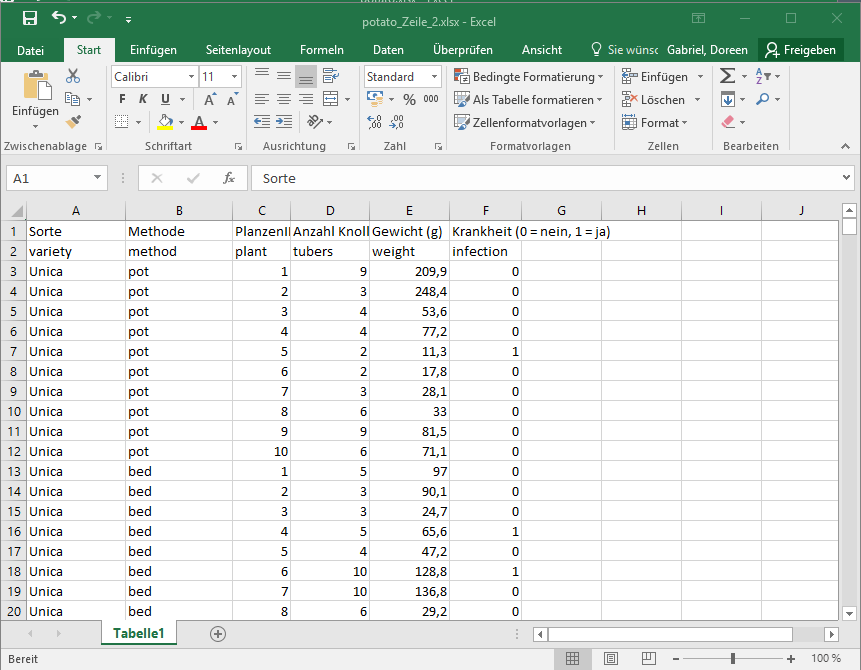 potato_Zeile_2.xlsx - Excel
Datei Start Einfügen Seitenlayout Formeln Daten Überprüfen Ansicht Sie wünsc Gabriel, Doreen Freigeben
Einfügen
Calibri 11
F K U A A
A
Standard
% 000
Bedingte Formatierung
Als Tabelle formatieren
Zellenformatvorlagen
Einfügen
Löschen
Format
Zwischenablage Schriftart Ausrichtung Zahl Formatvorlagen Zellen Bearbeiten
A1 fx Sorte
A B C D E F G H I J
1 Sorte Methode PlanzenI Anzahl Knoll Gewicht (g) Krankheit (0 = nein, 1 = ja)
2 variety method plant tubers weight infection
3 Unica pot 1 9 209,9 0
4 Unica pot 2 3 248,4 0
5 Unica pot 3 4 53,6 0
6 Unica pot 4 4 77,2 0
7 Unica pot 5 2 11,3 1
8 Unica pot 6 2 17,8 0
9 Unica pot 7 3 28,1 0
10 Unica pot 8 6 33 0
11 Unica pot 9 9 81,5 0
12 Unica pot 10 6 71,1 0
13 Unica bed 1 5 97 0
14 Unica bed 2 3 90,1 0
15 Unica bed 3 3 24,7 0
16 Unica bed 4 5 65,6 1
17 Unica bed 5 4 47,2 0
18 Unica bed 6 10 128,8 1
19 Unica bed 7 10 136,8 0
20 Unica bed 8 6 29,2 0
Tabelle1
Bereit 100 %